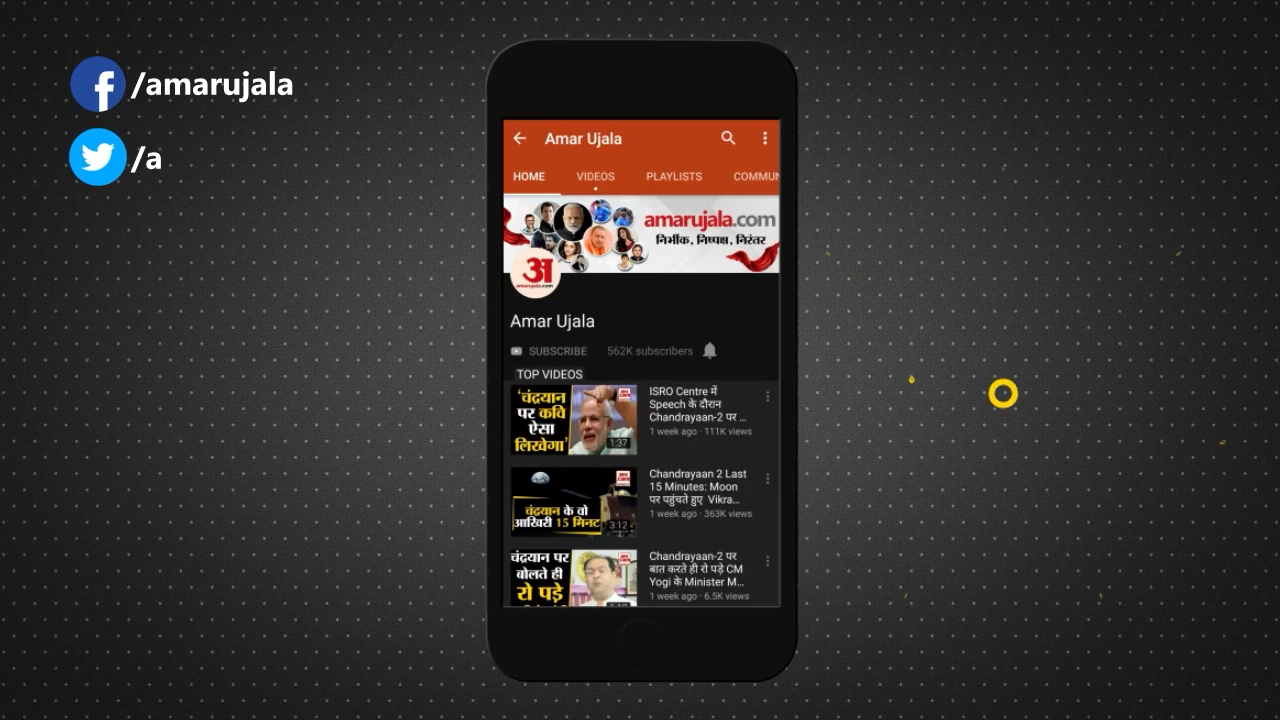 /amarujala
/a
Amar Ujala
HOME VIDEOS PLAYLISTS COMMUN
amarujala.com
निर्भीक, निष्पक्ष, निरंतर
अ
amarujala.com
Amar Ujala
SUBSCRIBE 562K subscribers
TOP VIDEOS
'चंद्रयान
पर कवि
ऐसा
लिखेगा'
1:37
ISRO Centre में
Speech के दौरान
Chandrayaan-2 पर ...
1 week ago · 111K views
चंद्रयान के वो
आखिरी 15 मिनट
3:12
Chandrayaan 2 Last
15 Minutes: Moon
पर पहुंचते हुए Vikra...
1 week ago · 363K views
चंद्रयान पर
बोलते ही
रो पड़े
Chandrayaan-2 पर
बात करते ही रो पड़े CM
Yogi के Minister M...
1 week ago · 6.5K views